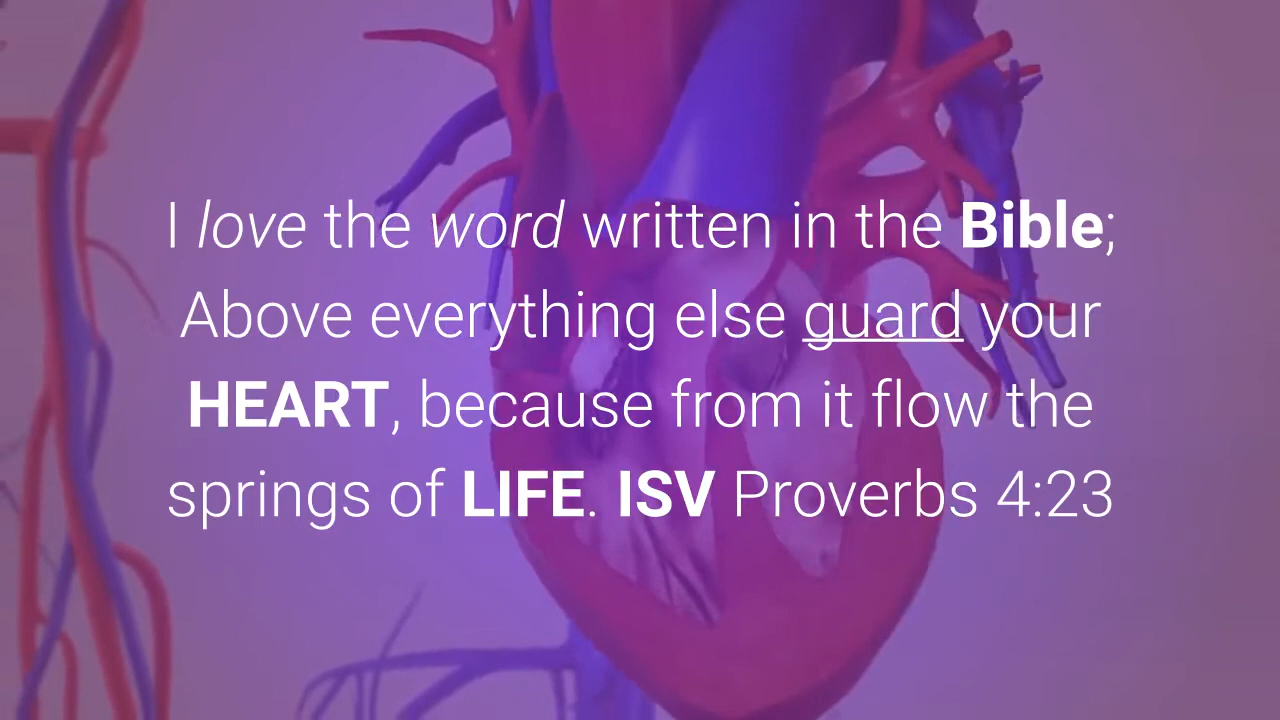 I love the word written in the Bible;
Above everything else guard your
HEART, because from it flow the
springs of LIFE. ISV Proverbs 4:23